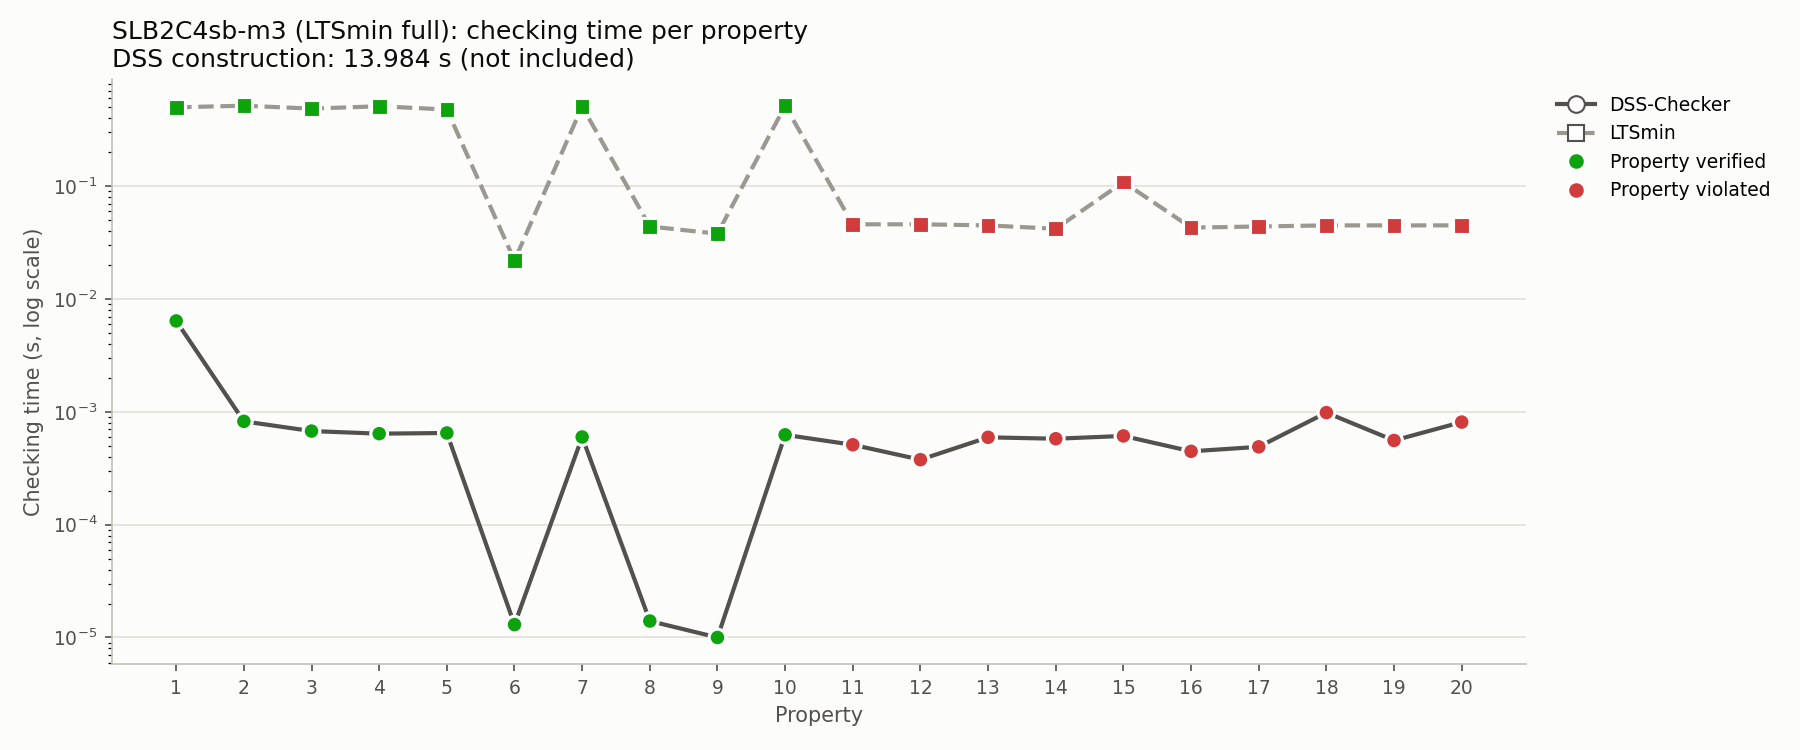 SLB2C4sb-m3 (LTSmin full): checking time per property
DSS construction: 13.984 s (not included)
DSS-Checker
LTSmin
Property verified
Property violated
Checking time (s, log scale)
10⁻¹
10⁻²
10⁻³
10⁻⁴
10⁻⁵
1 2 3 4 5 6 7 8 9 10 11 12 13 14 15 16 17 18 19 20
Property